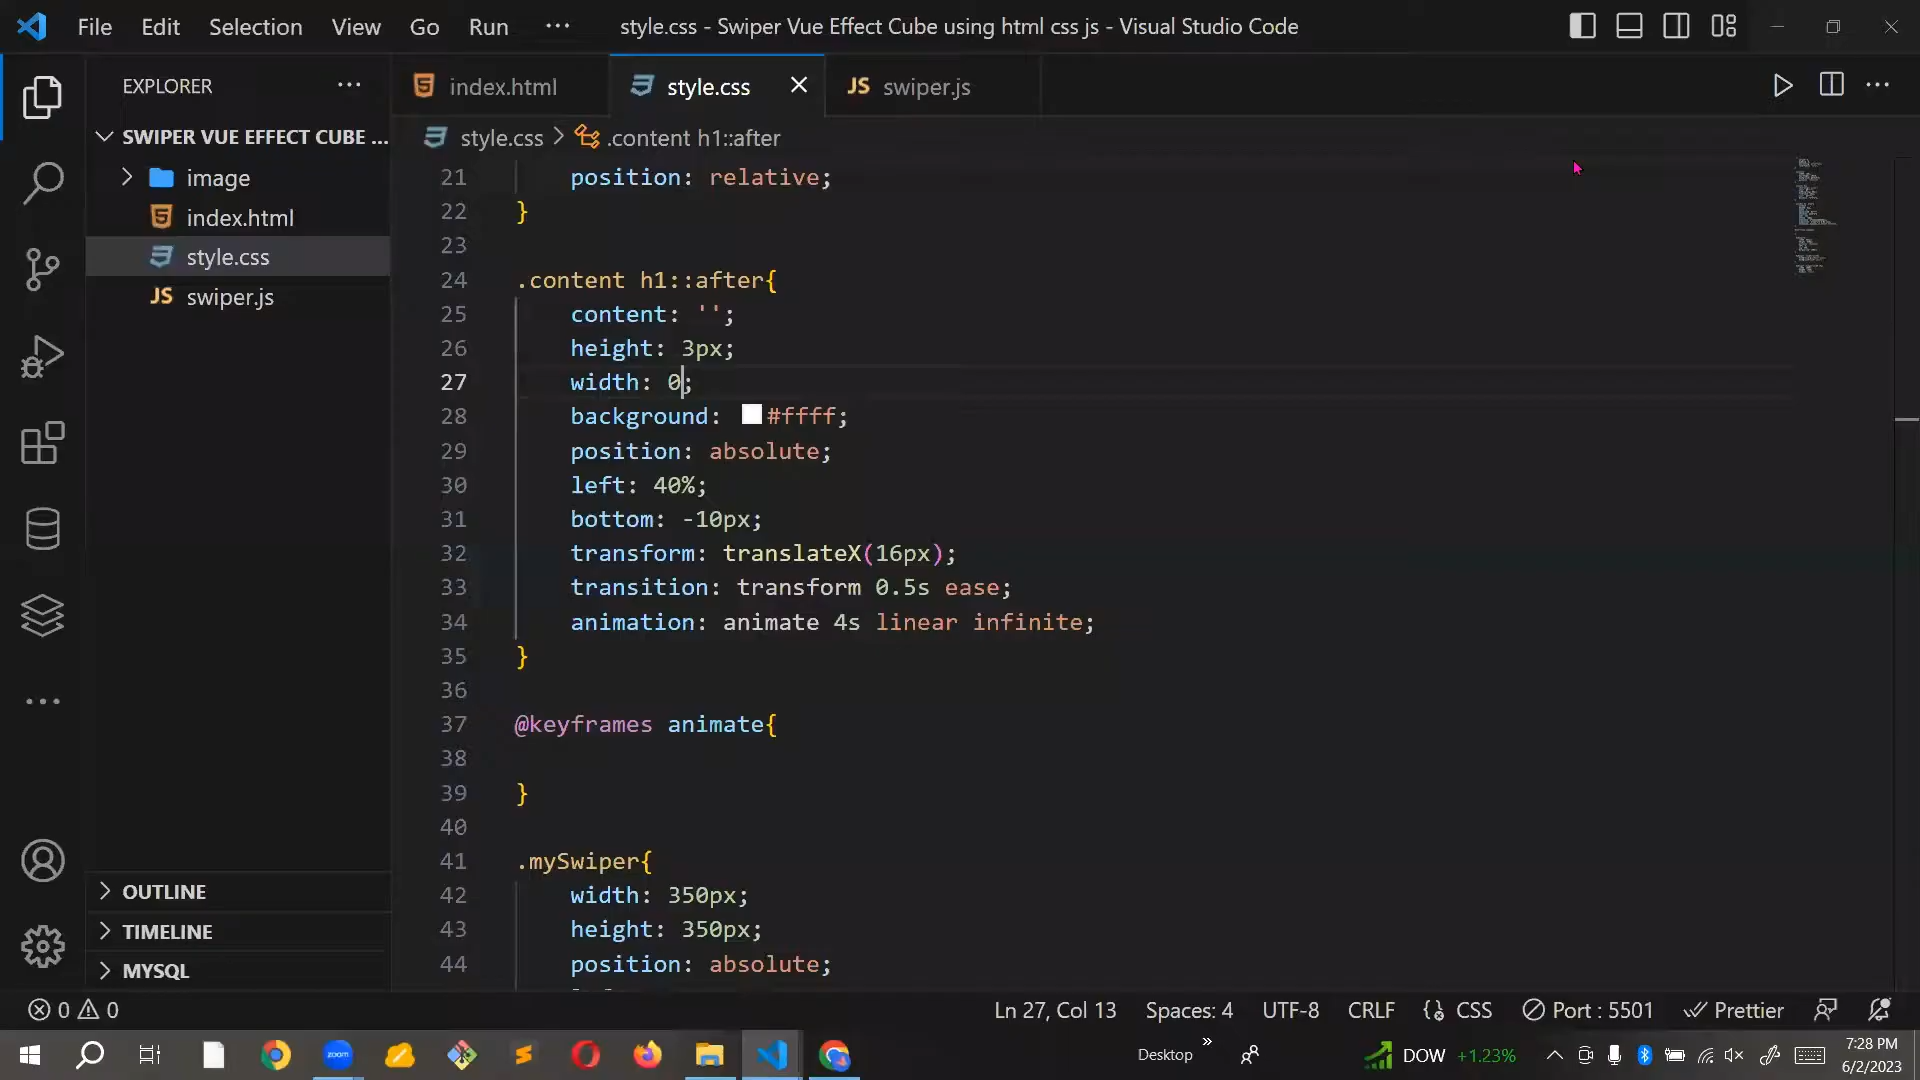 File Edit Selection View Go Run ··· style.css - Swiper Vue Effect Cube using html css js - Visual Studio Code
EXPLORER ···
index.html style.css JS swiper.js
SWIPER VUE EFFECT CUBE ...
style.css > .content h1::after
image
index.html
style.css
JS swiper.js
21 position: relative;
22 }
23
24 .content h1::after{
25 content: '';
26 height: 3px;
27 width: 0;
28 background: #ffff;
29 position: absolute;
30 left: 40%;
31 bottom: -10px;
32 transform: translateX(16px);
33 transition: transform 0.5s ease;
34 animation: animate 4s linear infinite;
35 }
36
37 @keyframes animate{
38
39 }
40
41 .mySwiper{
42 width: 350px;
43 height: 350px;
44 position: absolute;
OUTLINE
TIMELINE
MYSQL
0 0 Ln 27, Col 13 Spaces: 4 UTF-8 CRLF {} CSS Port : 5501 Prettier
zoom Desktop » DOW +1.23% 7:28 PM
6/2/2023